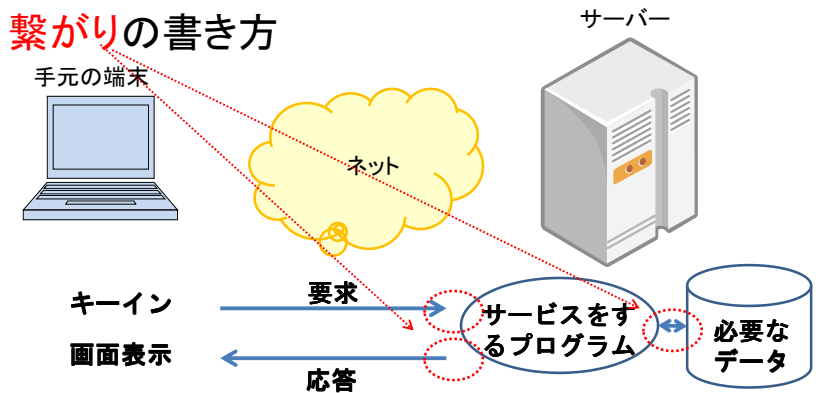 繋がりの書き方
サーバー
手元の端末
ネット
キーイン
要求
サービスをす
るプログラム
必要な
データ
画面表示
応答